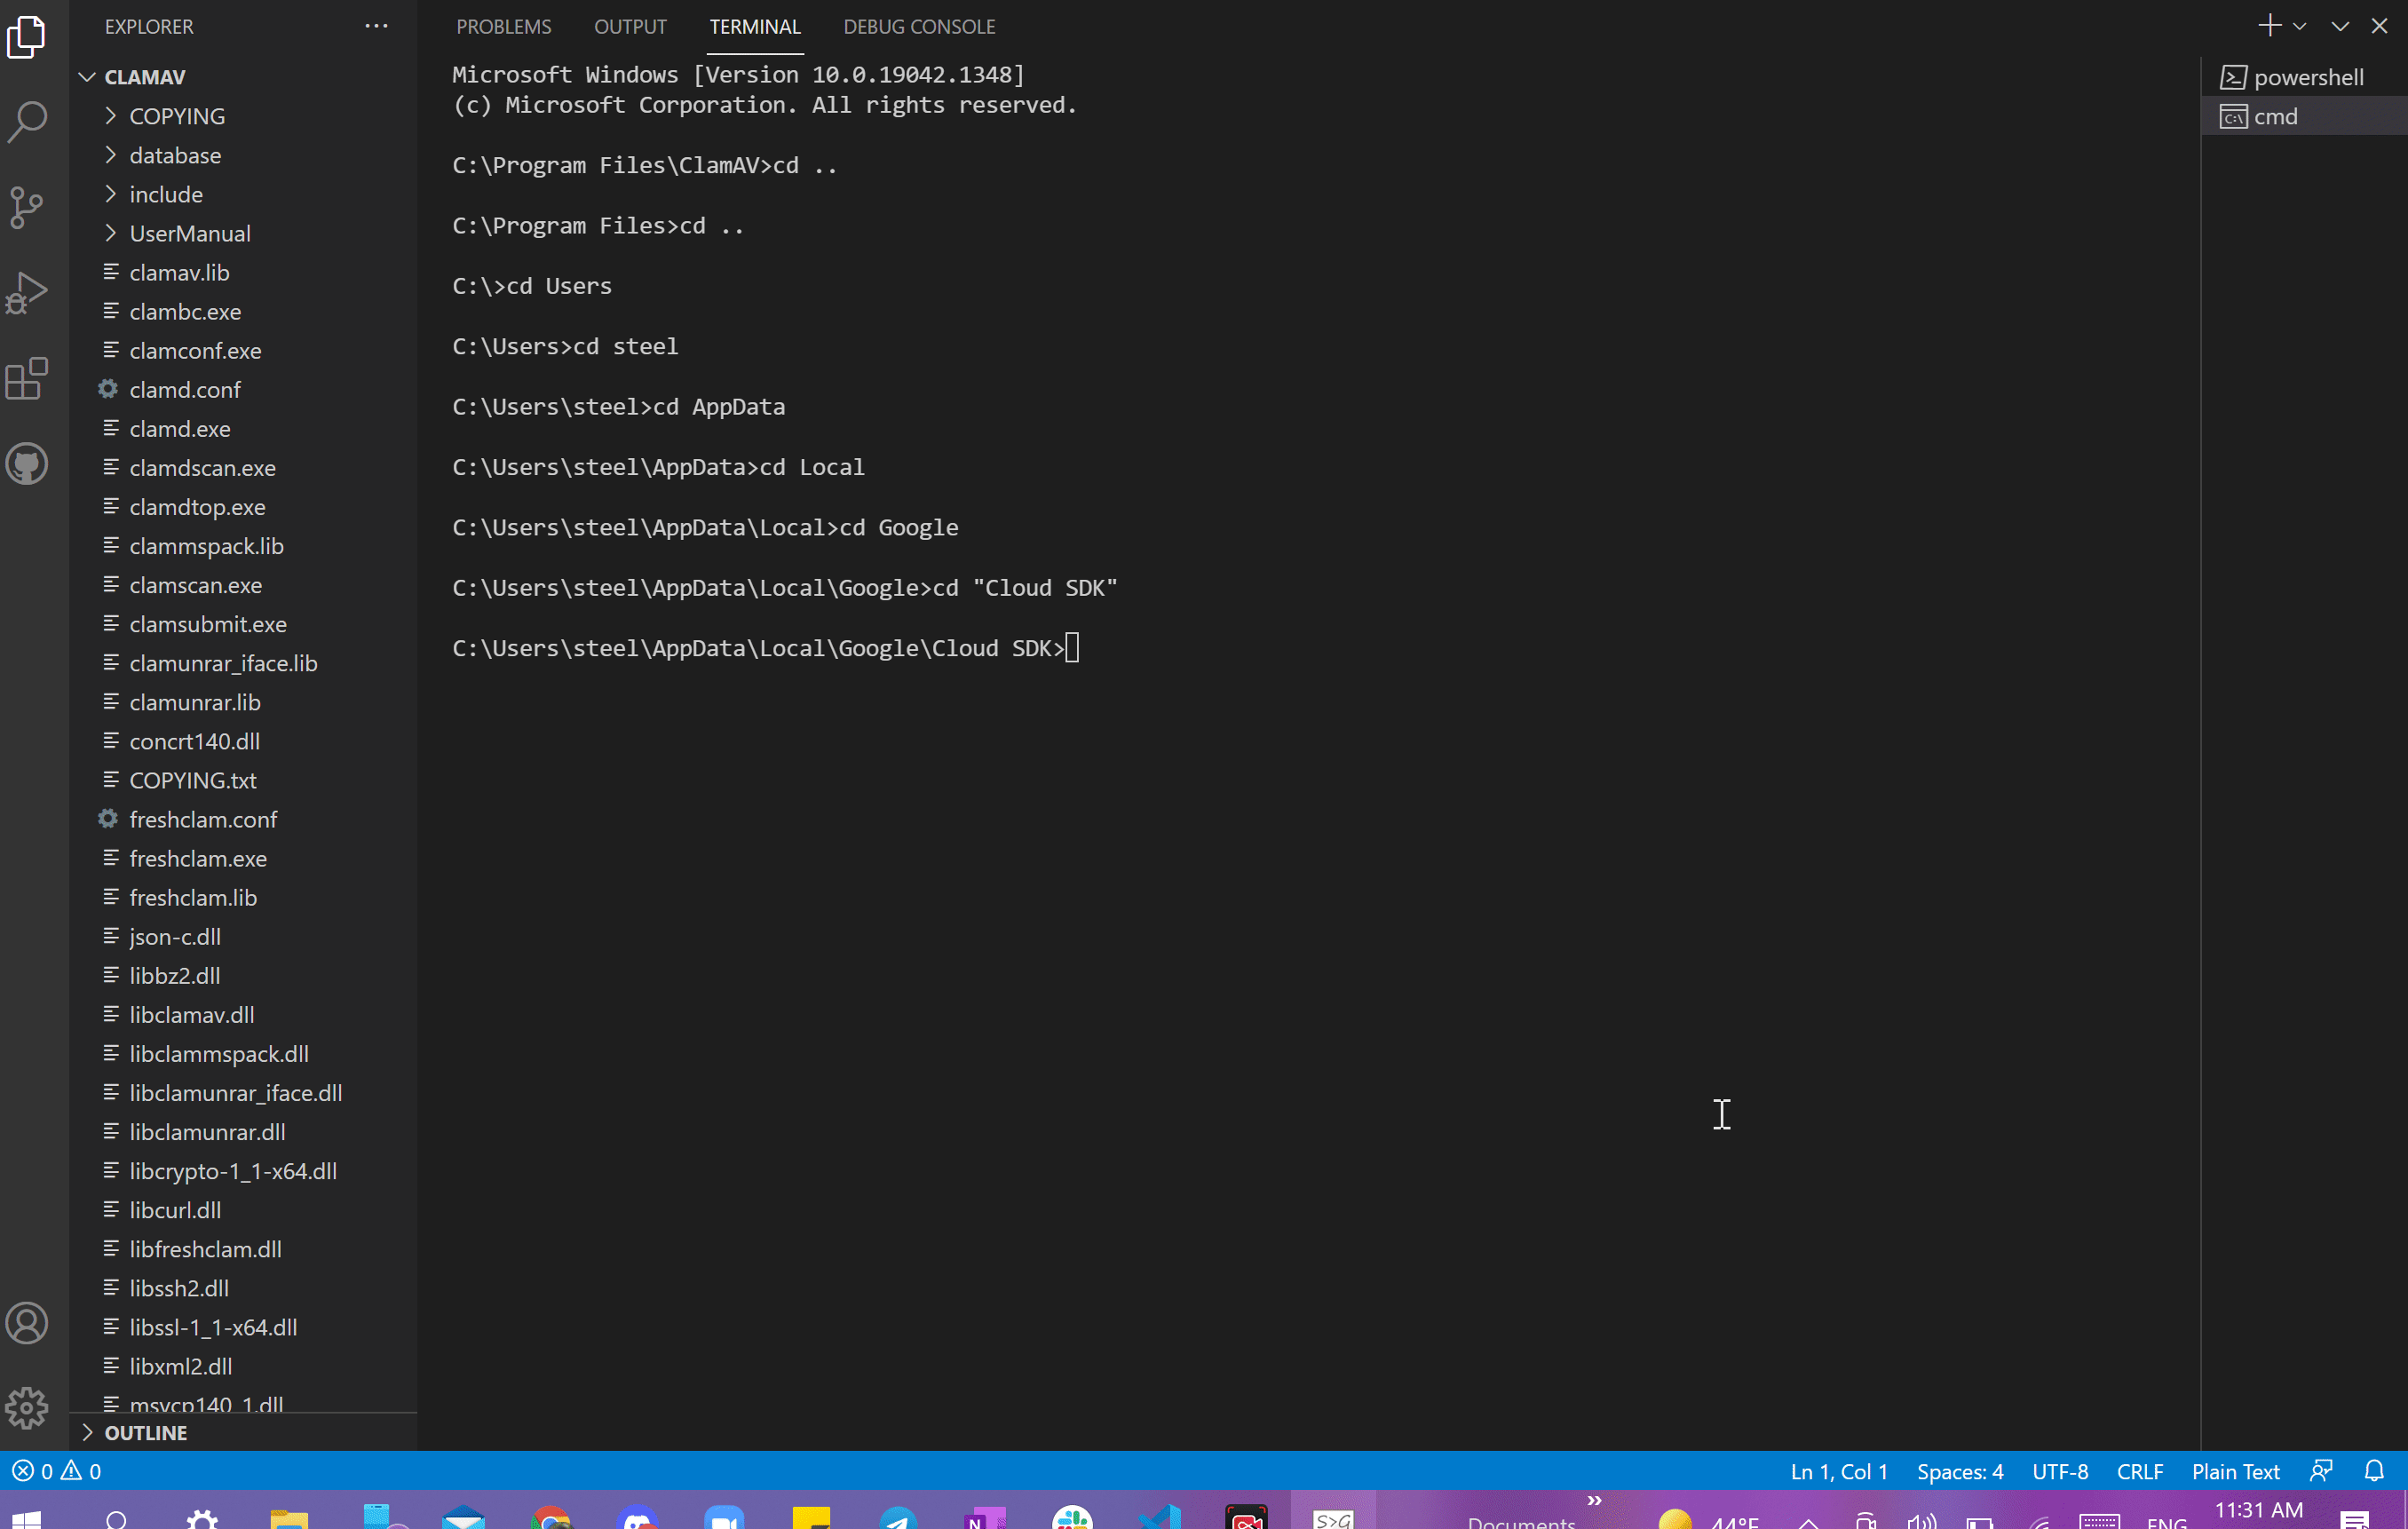 EXPLORER
CLAMAV
COPYING
database
include
UserManual
clamav.lib
clambc.exe
clamconf.exe
clamd.conf
clamd.exe
clamdscan.exe
clamdtop.exe
clammspack.lib
clamscan.exe
clamsubmit.exe
clamunrar_iface.lib
clamunrar.lib
concrt140.dll
COPYING.txt
freshclam.conf
freshclam.exe
freshclam.lib
json-c.dll
libbz2.dll
libclamav.dll
libclammspack.dll
libclamunrar_iface.dll
libclamunrar.dll
libcrypto-1_1-x64.dll
libcurl.dll
libfreshclam.dll
libssh2.dll
libssl-1_1-x64.dll
libxml2.dll
msvcp140_1.dll
OUTLINE
PROBLEMS OUTPUT TERMINAL DEBUG CONSOLE
Microsoft Windows [Version 10.0.19042.1348]
(c) Microsoft Corporation. All rights reserved.
C:\Program Files\ClamAV>cd ..
C:\Program Files>cd ..
C:\>cd Users
C:\Users>cd steel
C:\Users\steel>cd AppData
C:\Users\steel\AppData>cd Local
C:\Users\steel\AppData\Local>cd Google
C:\Users\steel\AppData\Local\Google>cd "Cloud SDK"
C:\Users\steel\AppData\Local\Google\Cloud SDK>
powershell
cmd
0 0
Ln 1, Col 1 Spaces: 4 UTF-8 CRLF Plain Text
S>G
Documents
44°F
ENG
11:31 AM